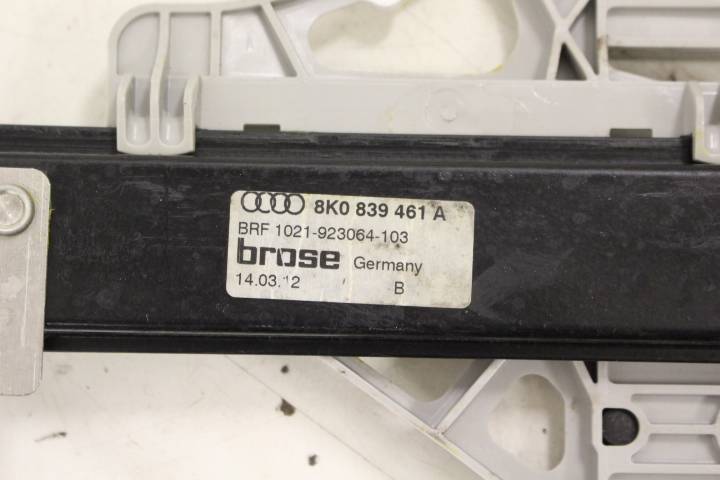 8K0 839 461 A
BRF 1021-923064-103
brose Germany
14.03.12 B